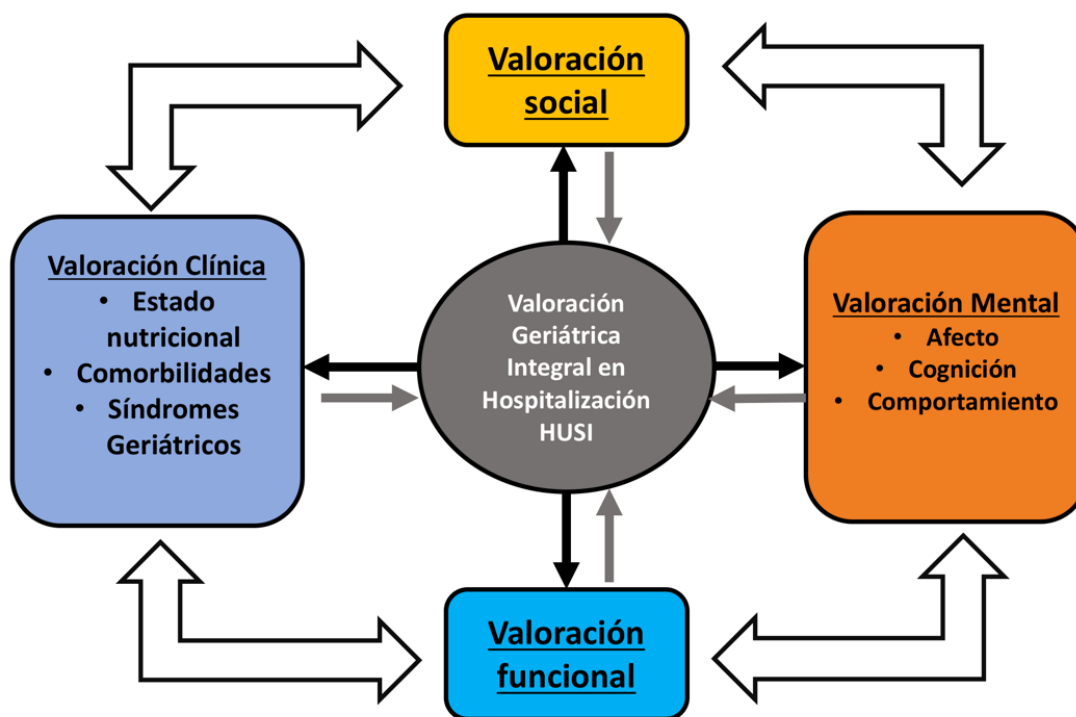 Valoración
social
Valoración Clínica
• Estado
nutricional
• Comorbilidades
• Síndromes
Geriátricos
Valoración
Geriátrica
Integral en
Hospitalización
HUSI
Valoración Mental
• Afecto
• Cognición
• Comportamiento
Valoración
funcional